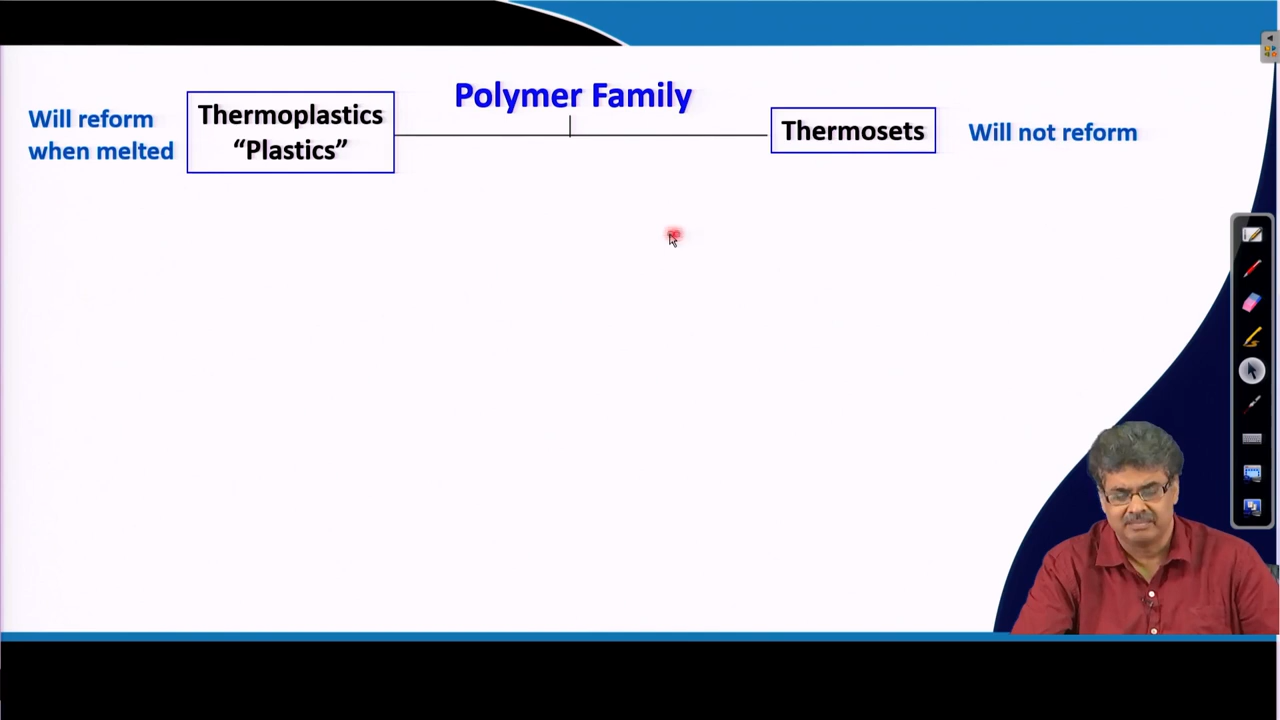 Polymer Family
Will reform
when melted
Thermoplastics
“Plastics”
Thermosets
Will not reform